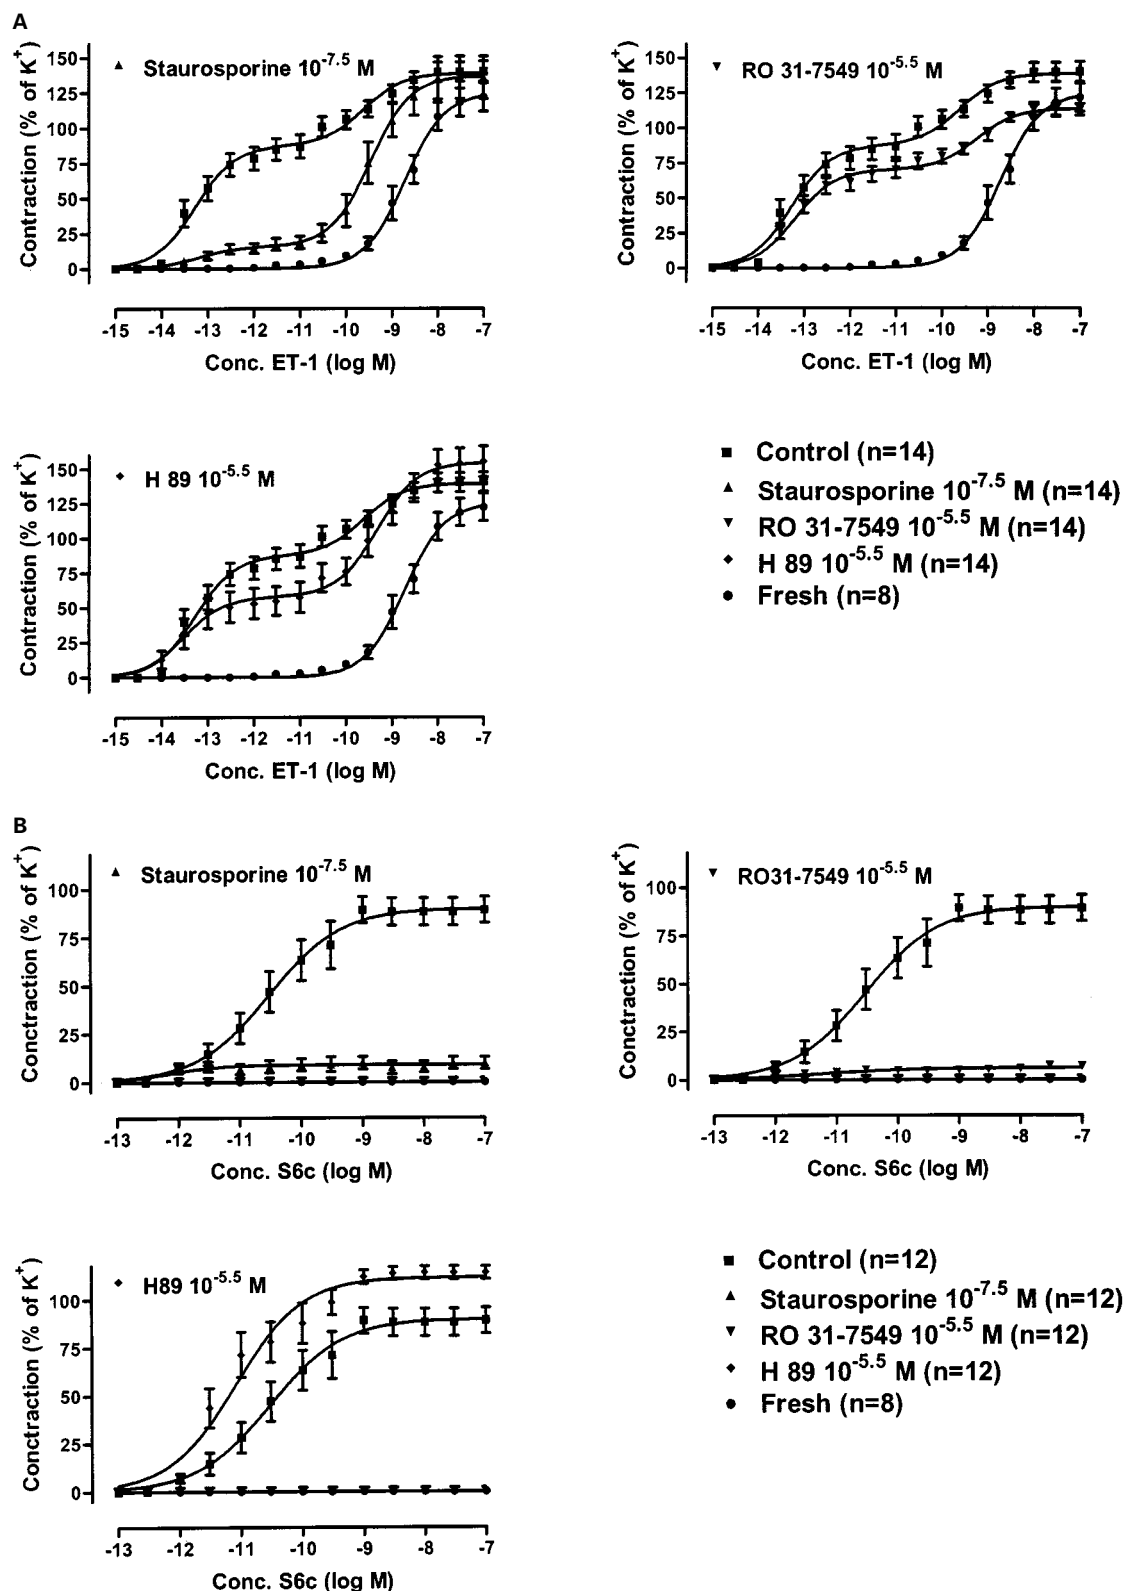 A
Contraction (% of K+)
Staurosporine 10-7.5 M
150
125
100
75
50
25
0
-15 -14 -13 -12 -11 -10 -9 -8 -7
Conc. ET-1 (log M)
Contraction (% of K+)
RO 31-7549 10-5.5 M
150
125
100
75
50
25
0
-15 -14 -13 -12 -11 -10 -9 -8 -7
Conc. ET-1 (log M)
Contraction (% of K+)
H 89 10-5.5 M
150
125
100
75
50
25
0
-15 -14 -13 -12 -11 -10 -9 -8 -7
Conc. ET-1 (log M)
Control (n=14)
Staurosporine 10-7.5 M (n=14)
RO 31-7549 10-5.5 M (n=14)
H 89 10-5.5 M (n=14)
Fresh (n=8)
B
Conctraction (% of K+)
Staurosporine 10-7.5 M
100
75
50
25
0
-13 -12 -11 -10 -9 -8 -7
Conc. S6c (log M)
Conctraction (% of K+)
RO31-7549 10-5.5 M
100
75
50
25
0
-13 -12 -11 -10 -9 -8 -7
Conc. S6c (log M)
Conctraction (% of K+)
H89 10-5.5 M
100
75
50
25
0
-13 -12 -11 -10 -9 -8 -7
Conc. S6c (log M)
Control (n=12)
Staurosporine 10-7.5 M (n=12)
RO 31-7549 10-5.5 M (n=12)
H 89 10-5.5 M (n=12)
Fresh (n=8)